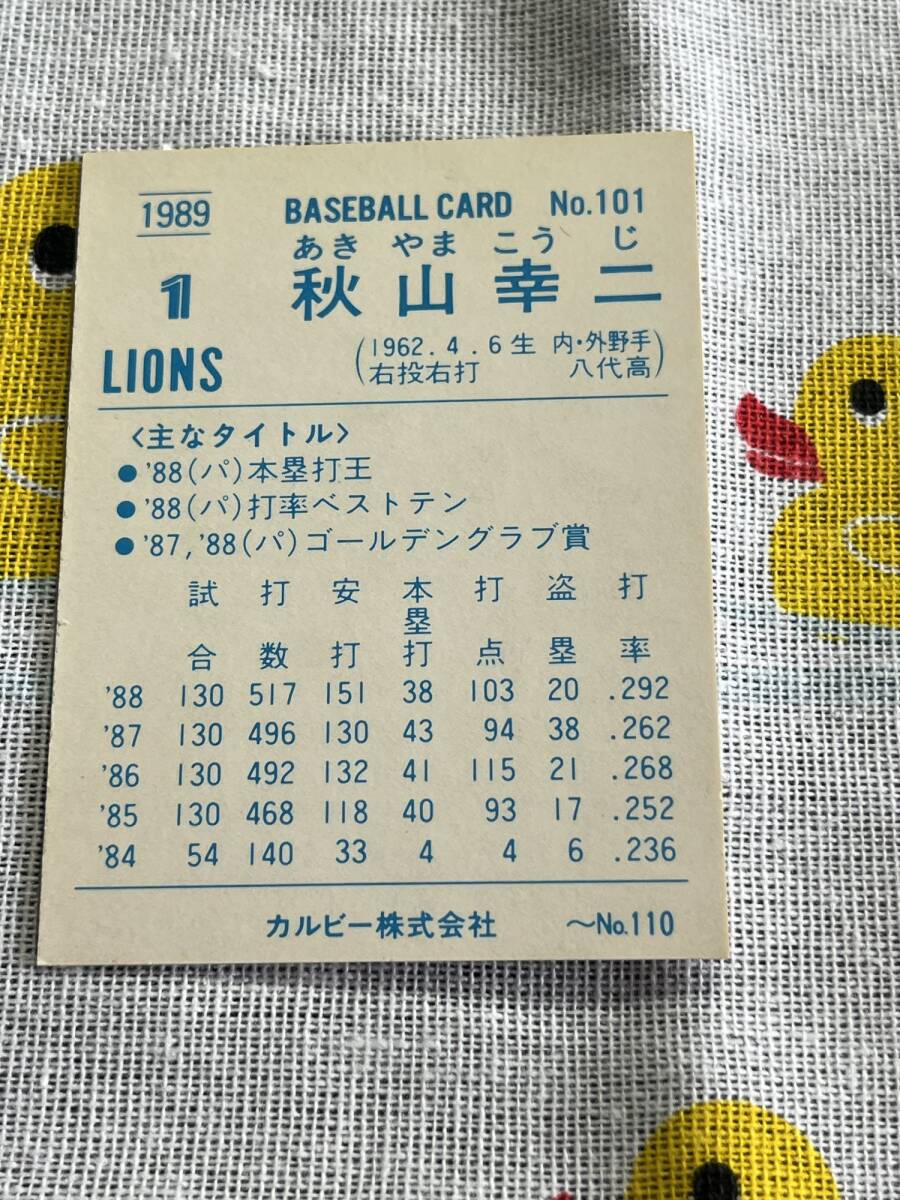 1989 BASEBALL CARD No.101
あき やま こう じ
1 秋山幸二
LIONS (1962.4.6生 内・外野手
右投右打 八代高)
〈主なタイトル〉
●'88(パ)本塁打王
●'88(パ)打率ベストテン
●'87,'88(パ)ゴールデングラブ賞
試合 打数 安打 本塁打 打点 盗塁 打率
'88 130 517 151 38 103 20 .292
'87 130 496 130 43 94 38 .262
'86 130 492 132 41 115 21 .268
'85 130 468 118 40 93 17 .252
'84 54 140 33 4 4 6 .236
カルビー株式会社 〜No.110